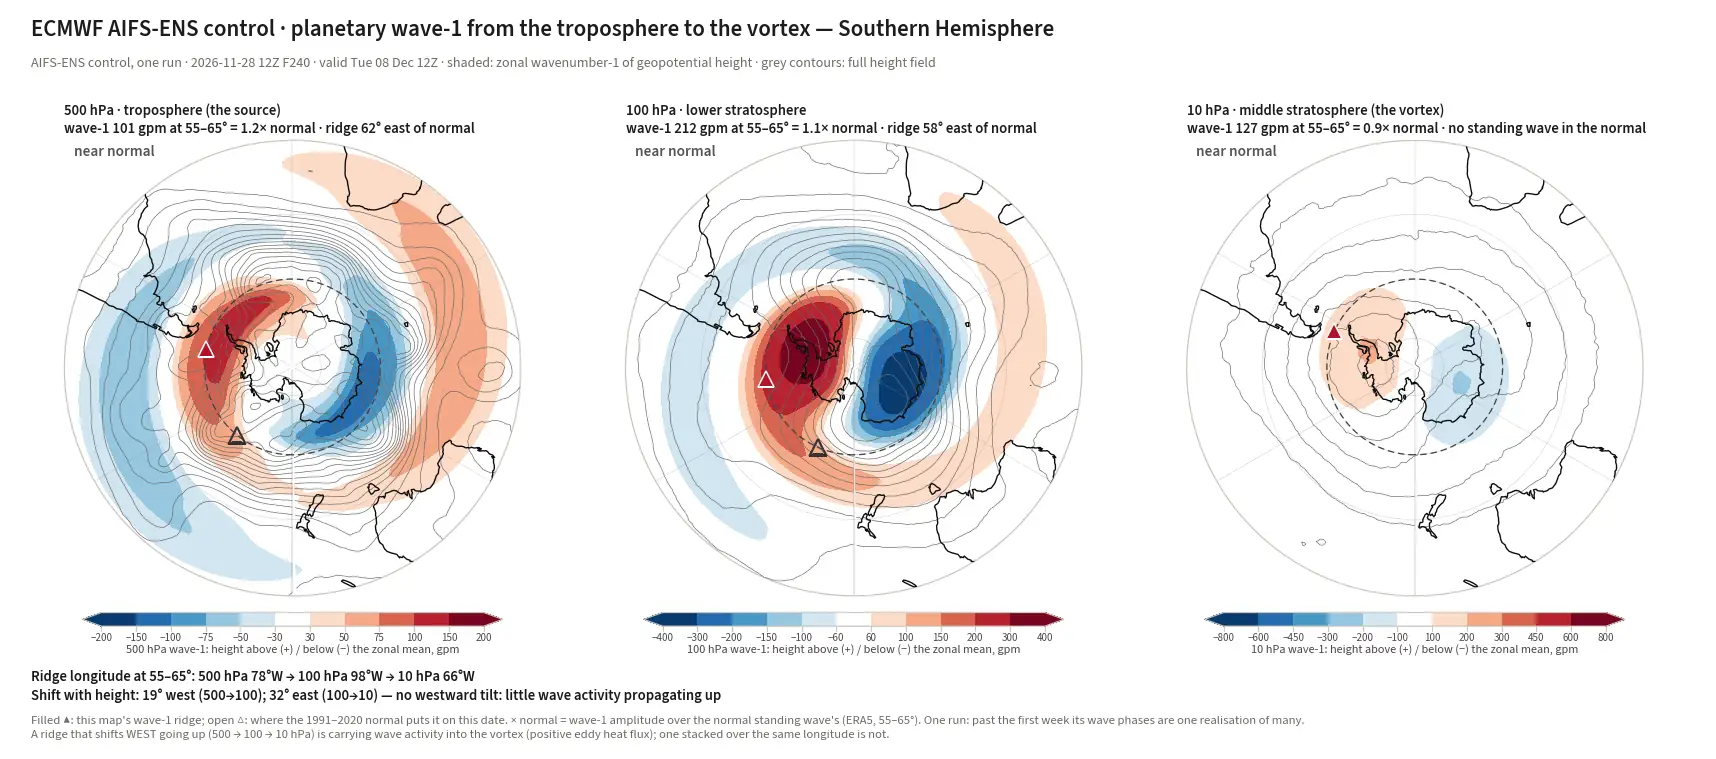 ECMWF AIFS-ENS control · planetary wave-1 from the troposphere to the vortex — Southern Hemisphere
AIFS-ENS control, one run · 2026-11-28 12Z F240 · valid Tue 08 Dec 12Z · shaded: zonal wavenumber-1 of geopotential height · grey contours: full height field
500 hPa · troposphere (the source)
wave-1 101 gpm at 55–65° = 1.2× normal · ridge 62° east of normal
near normal
100 hPa · lower stratosphere
wave-1 212 gpm at 55–65° = 1.1× normal · ridge 58° east of normal
near normal
10 hPa · middle stratosphere (the vortex)
wave-1 127 gpm at 55–65° = 0.9× normal · no standing wave in the normal
near normal
−200 −150 −100 −75 −50 −30 30 50 75 100 150 200
500 hPa wave-1: height above (+) / below (−) the zonal mean, gpm
−400 −300 −200 −150 −100 −60 60 100 150 200 300 400
100 hPa wave-1: height above (+) / below (−) the zonal mean, gpm
−800 −600 −450 −300 −200 −100 100 200 300 450 600 800
10 hPa wave-1: height above (+) / below (−) the zonal mean, gpm
Ridge longitude at 55–65°: 500 hPa 78°W → 100 hPa 98°W → 10 hPa 66°W
Shift with height: 19° west (500→100); 32° east (100→10) — no westward tilt: little wave activity propagating up
Filled ▲: this map's wave-1 ridge; open △: where the 1991–2020 normal puts it on this date. × normal = wave-1 amplitude over the normal standing wave's (ERA5, 55–65°). One run: past the first week its wave phases are one realisation of many.
A ridge that shifts WEST going up (500 → 100 → 10 hPa) is carrying wave activity into the vortex (positive eddy heat flux); one stacked over the same longitude is not.